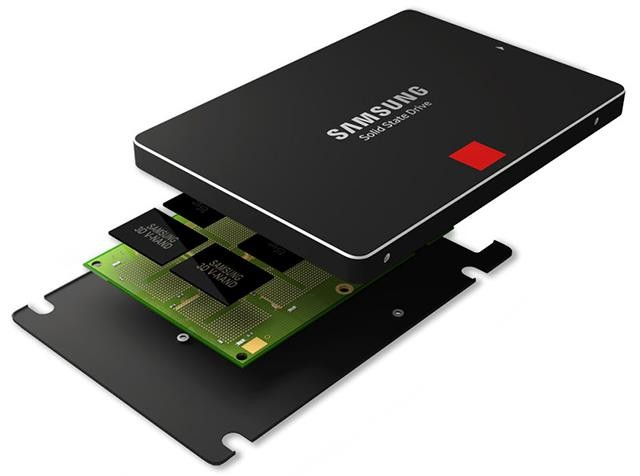 SAMSUNG
Solid State Drive
SAMSUNG
3D V-NAND
SAMSUNG
3D V-NAND